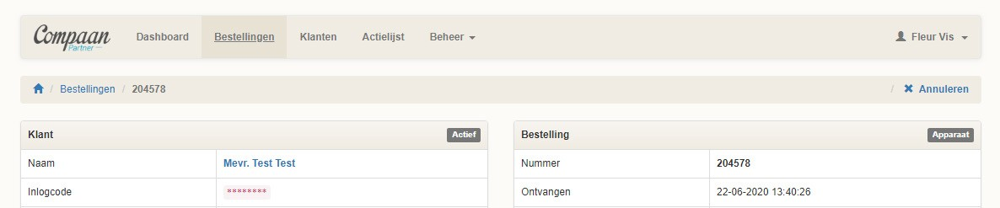 Compaan Partner Dashboard Bestellingen Klanten Actielijst Beheer Fleur Vis
/ Bestellingen / 204578 / Annuleren
Klant Actief
Naam Mevr. Test Test
Inlogcode ********
Bestelling Apparaat
Nummer 204578
Ontvangen 22-06-2020 13:40:26